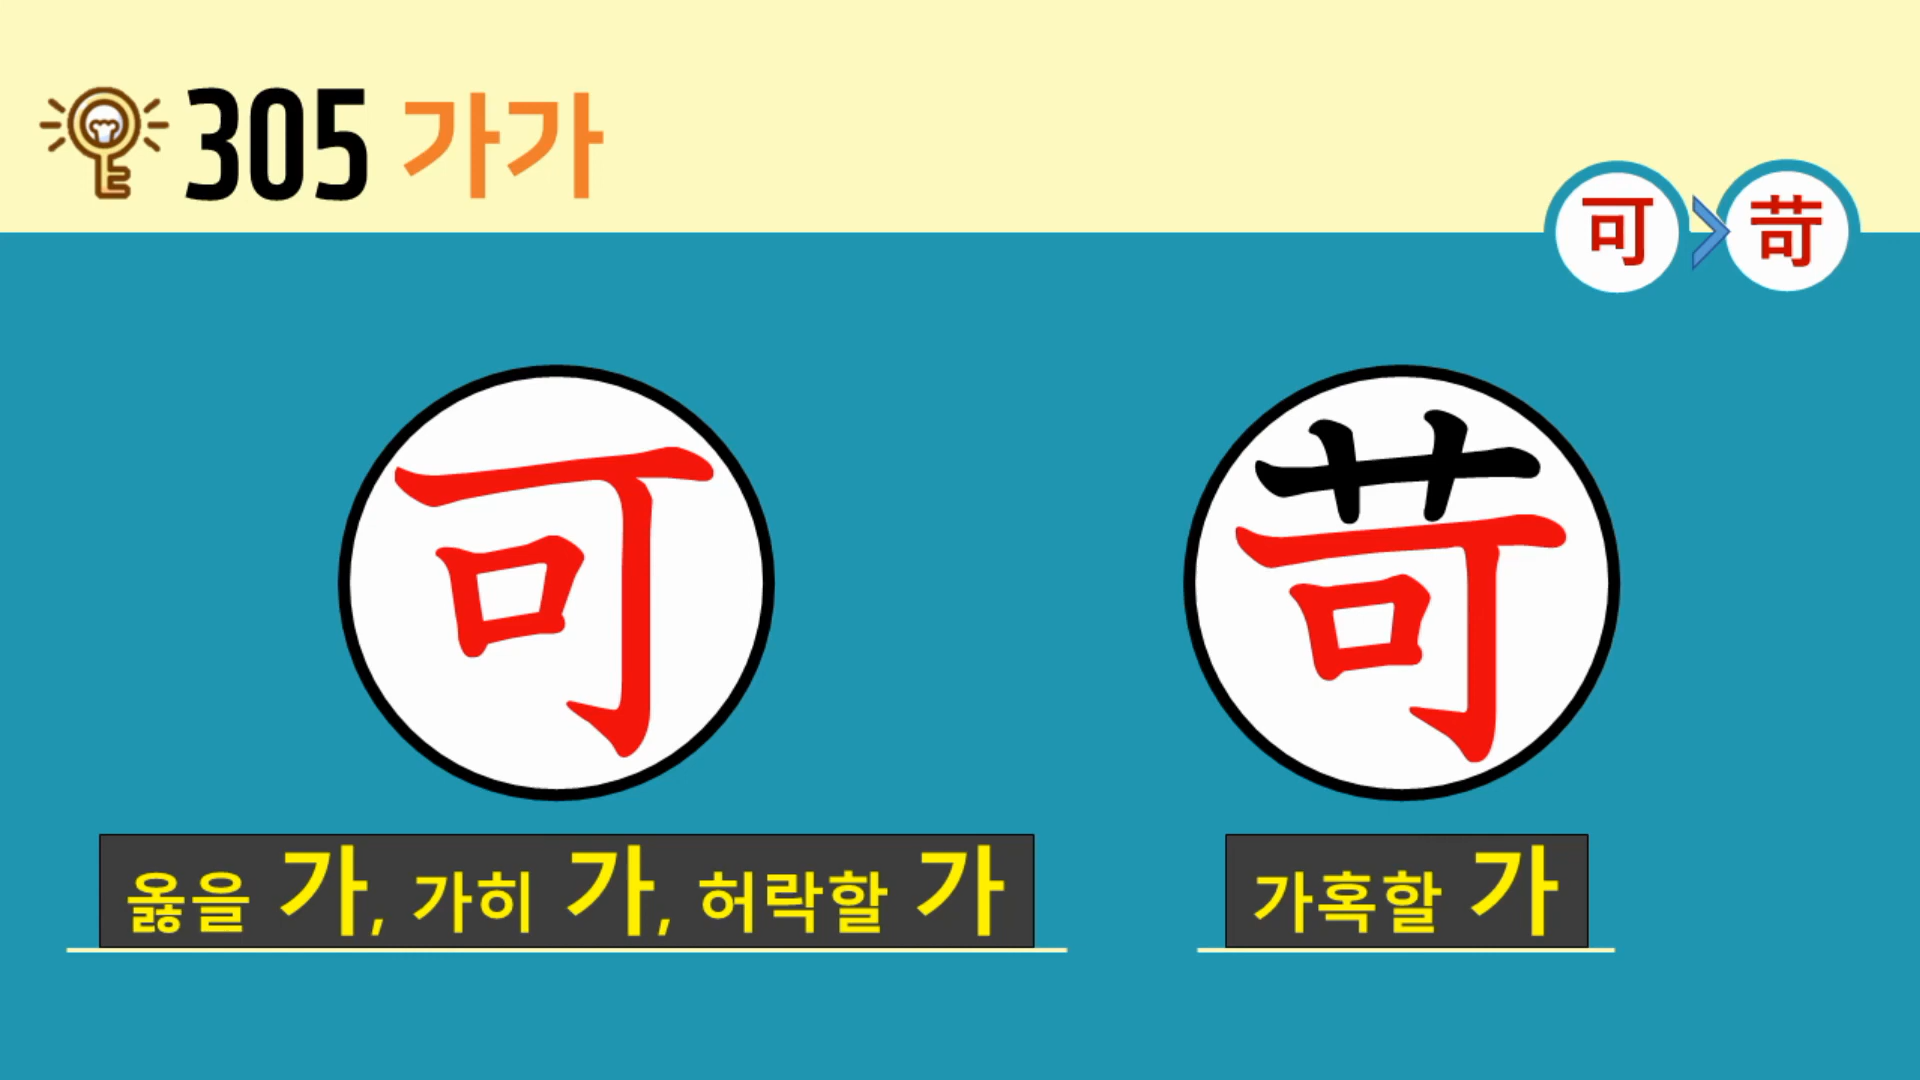 305 가가
可 苛
可 苛
옳을 가, 가히 가, 허락할 가
가혹할 가